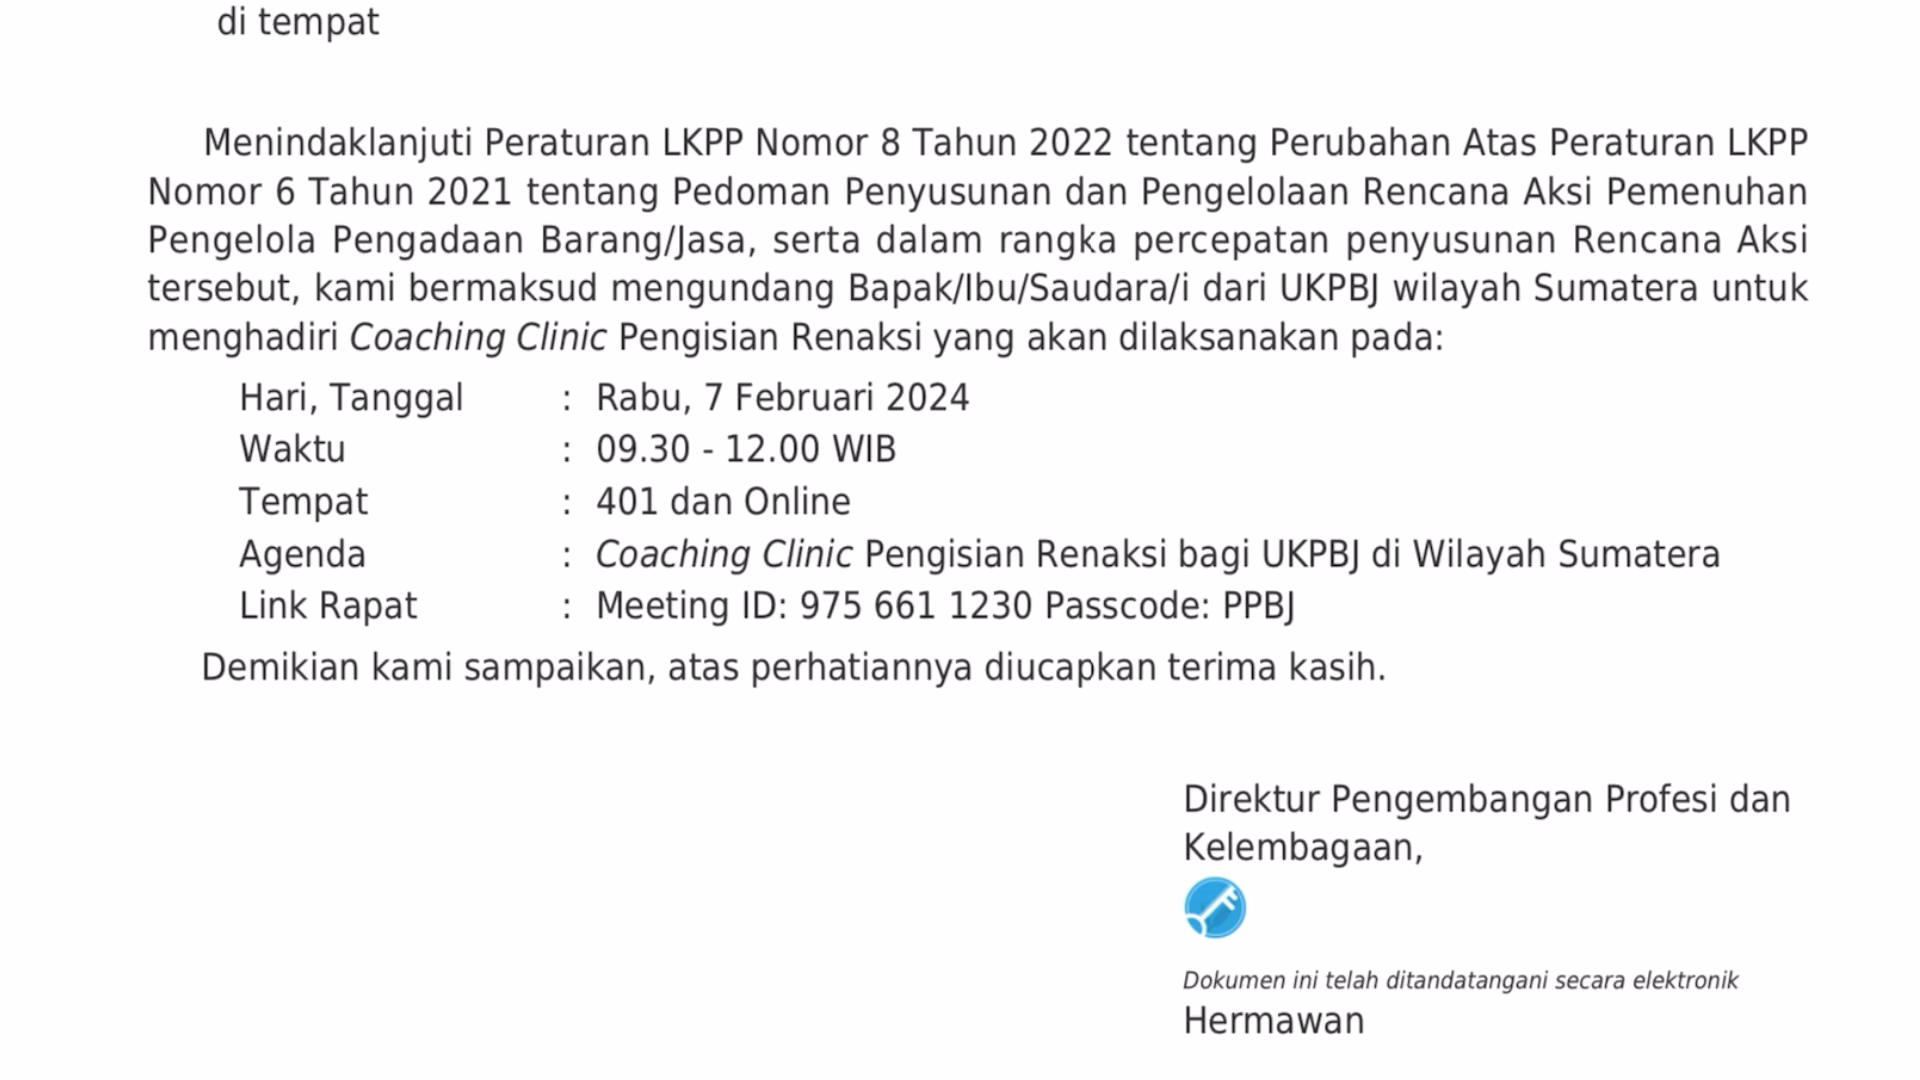 di tempat
Menindaklanjuti Peraturan LKPP Nomor 8 Tahun 2022 tentang Perubahan Atas Peraturan LKPP
Nomor 6 Tahun 2021 tentang Pedoman Penyusunan dan Pengelolaan Rencana Aksi Pemenuhan
Pengelola Pengadaan Barang/Jasa, serta dalam rangka percepatan penyusunan Rencana Aksi
tersebut, kami bermaksud mengundang Bapak/Ibu/Saudara/i dari UKPBJ wilayah Sumatera untuk
menghadiri Coaching Clinic Pengisian Renaksi yang akan dilaksanakan pada:
Hari, Tanggal : Rabu, 7 Februari 2024
Waktu : 09.30 - 12.00 WIB
Tempat : 401 dan Online
Agenda : Coaching Clinic Pengisian Renaksi bagi UKPBJ di Wilayah Sumatera
Link Rapat : Meeting ID: 975 661 1230 Passcode: PPBJ
Demikian kami sampaikan, atas perhatiannya diucapkan terima kasih.
Direktur Pengembangan Profesi dan
Kelembagaan,
Dokumen ini telah ditandatangani secara elektronik
Hermawan